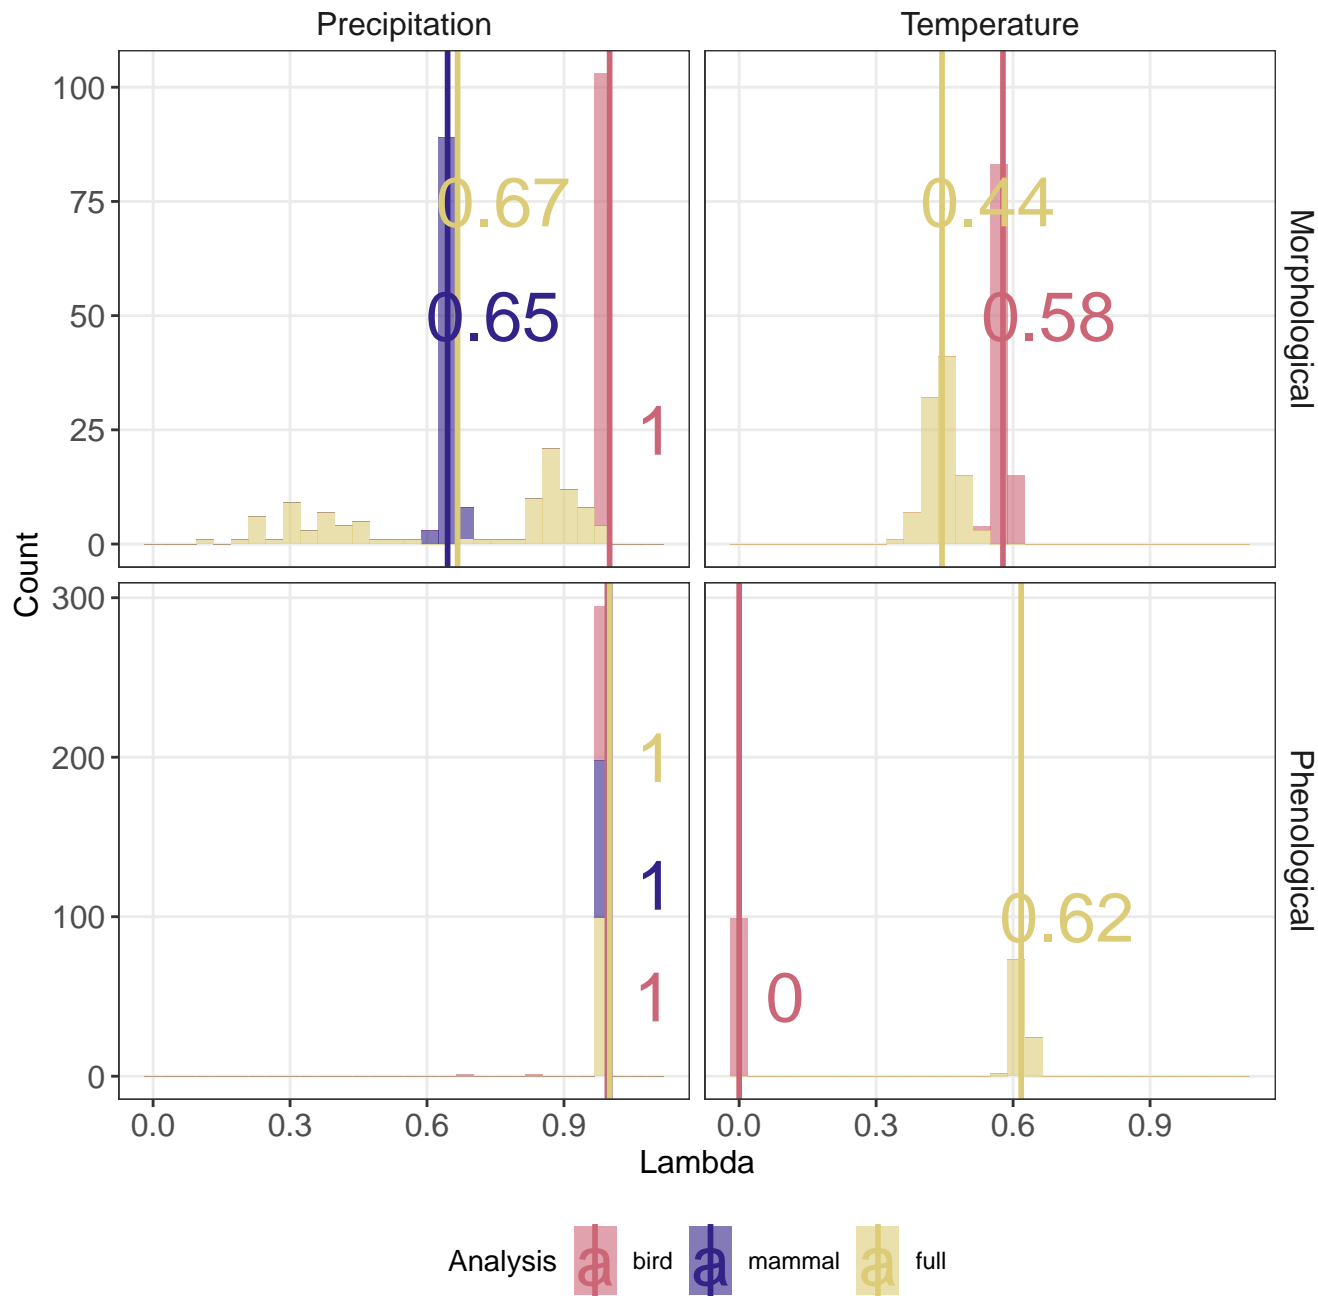 Precipitation
Temperature
Count
100
75
50
25
0
0.67
0.65
1
0.44
0.58
Morphological
300
200
100
0
1
1
1
0.62
0
Phenological
0.0 0.3 0.6 0.9
0.0 0.3 0.6 0.9
Lambda
Analysis a bird a mammal a full